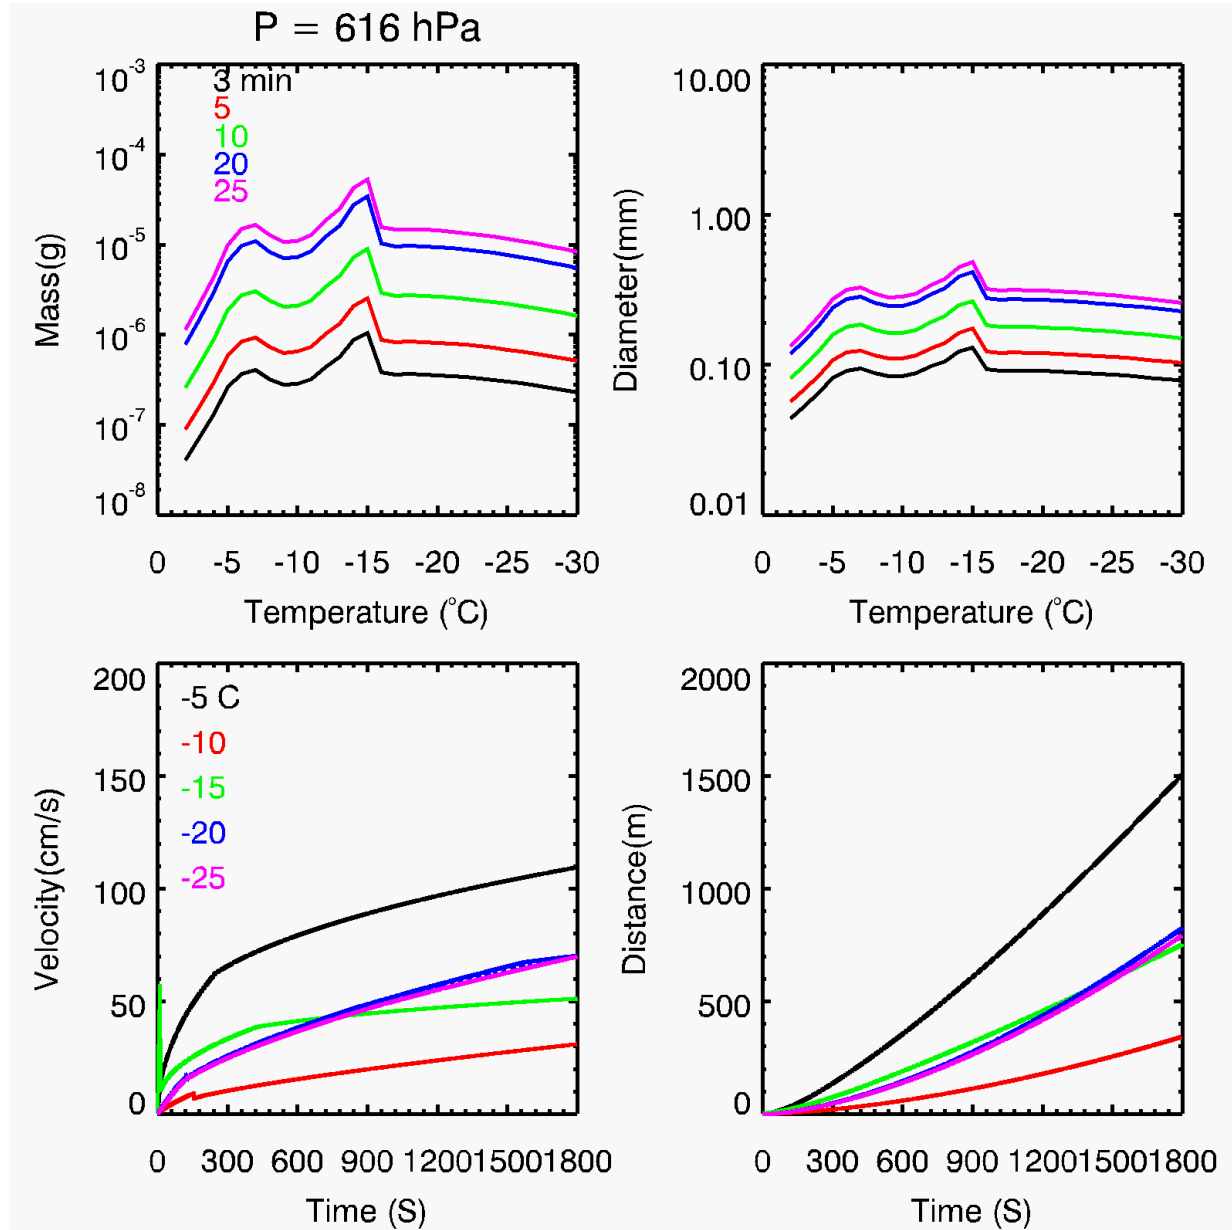 P = 616 hPa
10-3
10-4
10-5
10-6
10-7
10-8
Mass(g)
3 min
5
10
20
25
0 -5 -10 -15 -20 -25 -30
Temperature (°C)
10.00
1.00
0.10
0.01
Diameter(mm)
0 -5 -10 -15 -20 -25 -30
Temperature (°C)
200
150
100
50
0
Velocity(cm/s)
-5 C
-10
-15
-20
-25
0 300 600 900 1200 1500 1800
Time (S)
2000
1500
1000
500
0
Distance(m)
0 300 600 900 1200 1500 1800
Time (S)